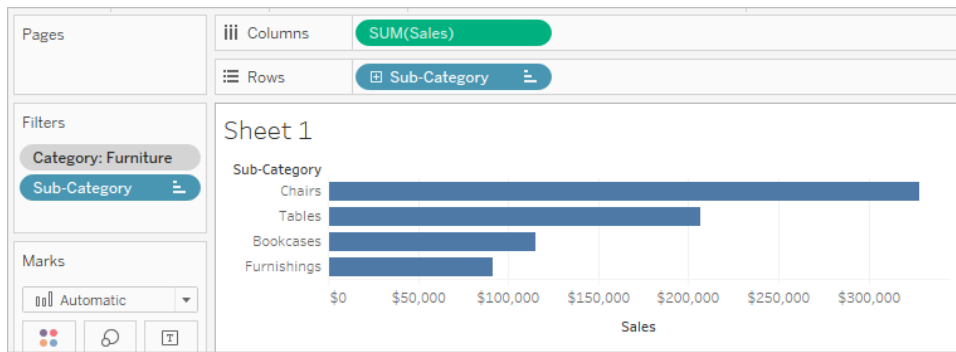 Pages
Columns
SUM(Sales)
Rows
Sub-Category
Filters
Category: Furniture
Sub-Category
Marks
Automatic
T
Sheet 1
Sub-Category
Chairs
Tables
Bookcases
Furnishings
$0 $50,000 $100,000 $150,000 $200,000 $250,000 $300,000
Sales